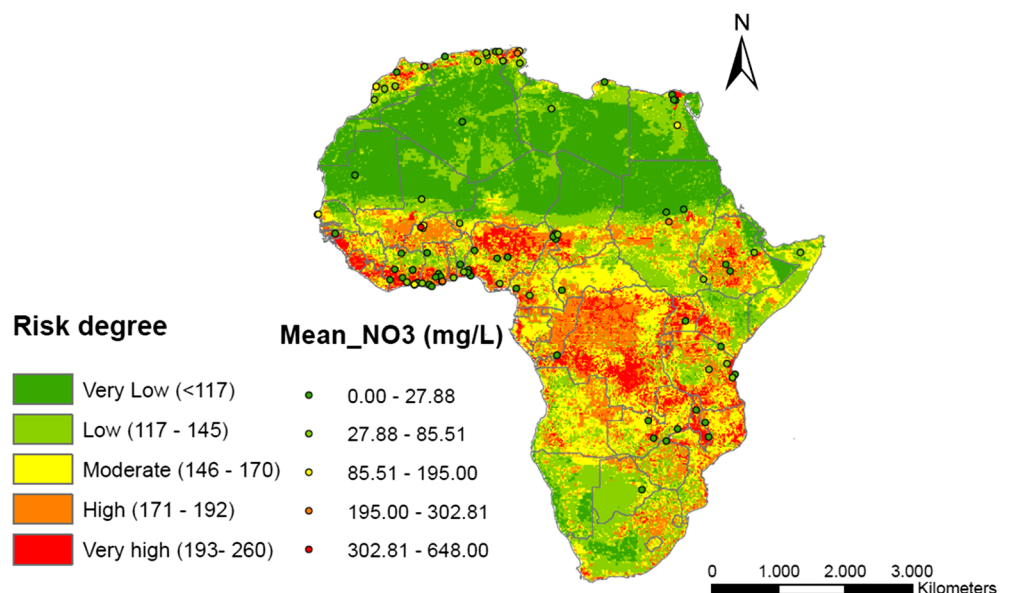 N
Risk degree
Very Low (<117)
Low (117 - 145)
Moderate (146 - 170)
High (171 - 192)
Very high (193- 260)
Mean_NO3 (mg/L)
0.00 - 27.88
27.88 - 85.51
85.51 - 195.00
195.00 - 302.81
302.81 - 648.00
0 1.000 2.000 3.000
Kilometers